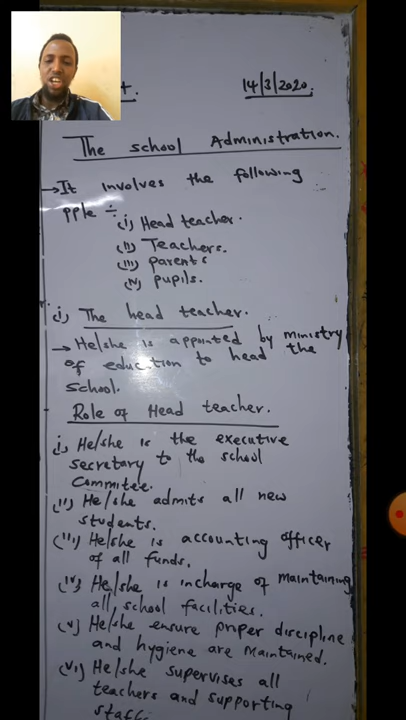 t.
14/3/2020.
The school Administration.
→It involves the following
pple ÷
(i) Head teacher.
(ii) Teachers.
(iii) parents
(iv) pupils.
i) The head teacher.
→ He/she is appointed by ministry
of education to head the
school.
Role of Head teacher.
i) He/she is the executive
secretary to the school
Commitee.
(ii) He/she admits all new
students.
(iii) He/she is accounting officer
of all funds.
(iv) He/she is incharge of maintaining
all school facilities.
(v) He/she ensure proper discipline
and hygiene are maintained.
(vi) He/she supervises all
teachers and supporting
staff